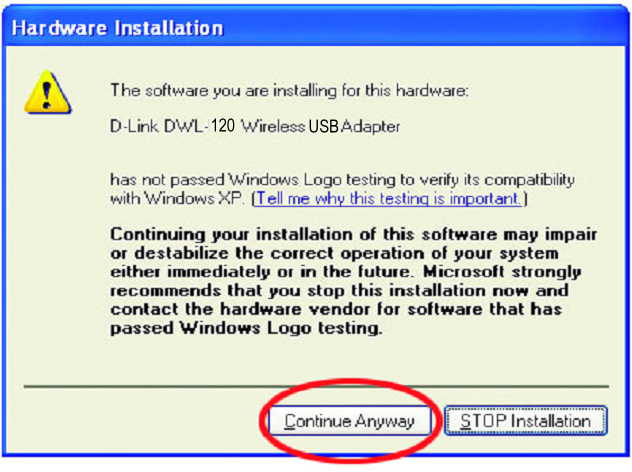 Hardware Installation
The software you are installing for this hardware:
D-Link DWL-120 Wireless USB Adapter
has not passed Windows Logo testing to verify its compatibility
with Windows XP. (Tell me why this testing is important.)
Continuing your installation of this software may impair
or destabilize the correct operation of your system
either immediately or in the future. Microsoft strongly
recommends that you stop this installation now and
contact the hardware vendor for software that has
passed Windows Logo testing.
Continue Anyway
STOP Installation